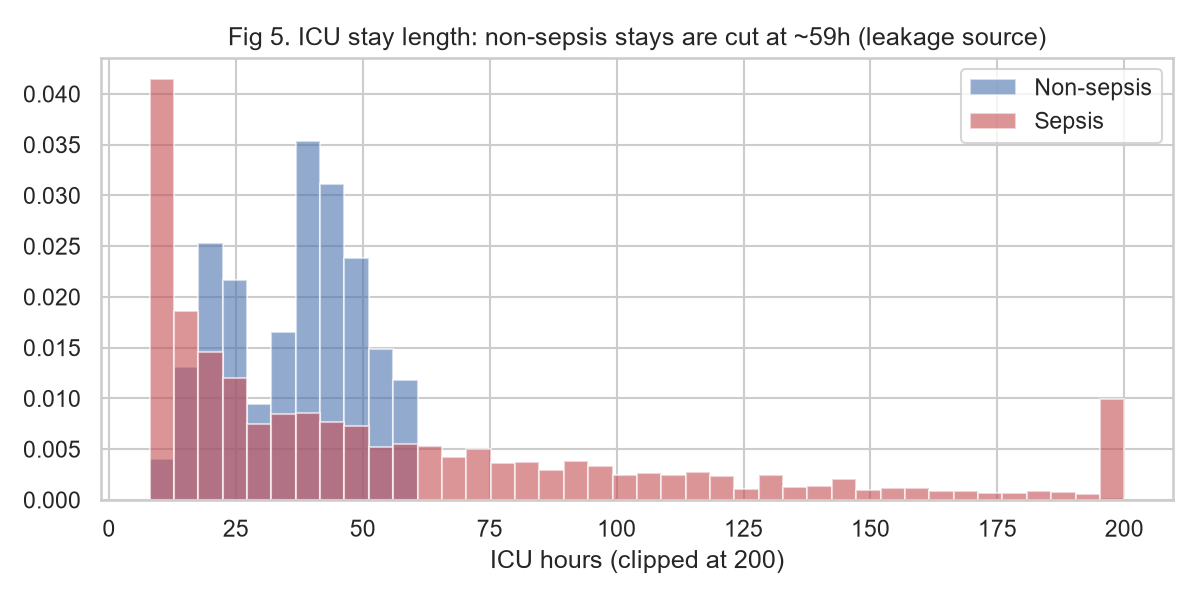 Fig 5. ICU stay length: non-sepsis stays are cut at ~59h (leakage source)
Non-sepsis
Sepsis
0.040
0.035
0.030
0.025
0.020
0.015
0.010
0.005
0.000
0 25 50 75 100 125 150 175 200
ICU hours (clipped at 200)